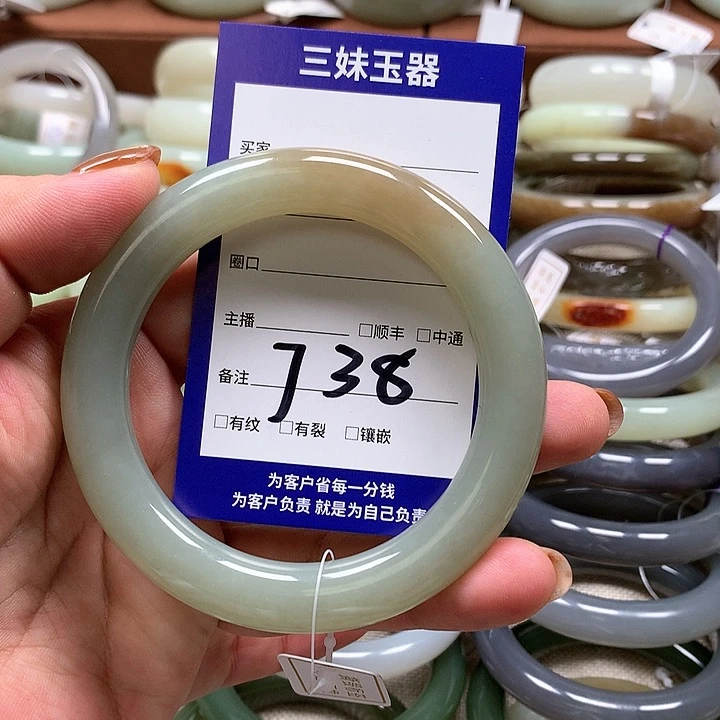 三妹玉器
买家
圈口
主播 □顺丰 □中通
备注 J38
□有纹 □有裂 □镶嵌
为客户省每一分钱
为客户负责 就是为自己负责